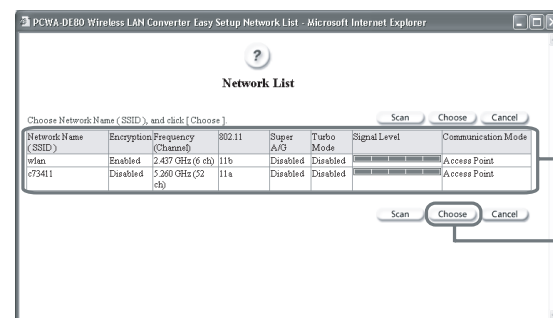 PCWA-DE80 Wireless LAN Converter Easy Setup Network List - Microsoft Internet Explorer
?
Network List
Choose Network Name ( SSID ), and click [ Choose ].
Scan Choose Cancel
Network Name ( SSID ) Encryption Frequency (Channel) 802.11 Super A/G Turbo Mode Signal Level Communication Mode
wlan Enabled 2.437 GHz (6 ch) 11b Disabled Disabled Access Point
c73411 Disabled 5.260 GHz (52 ch) 11a Disabled Disabled Access Point
Scan Choose Cancel